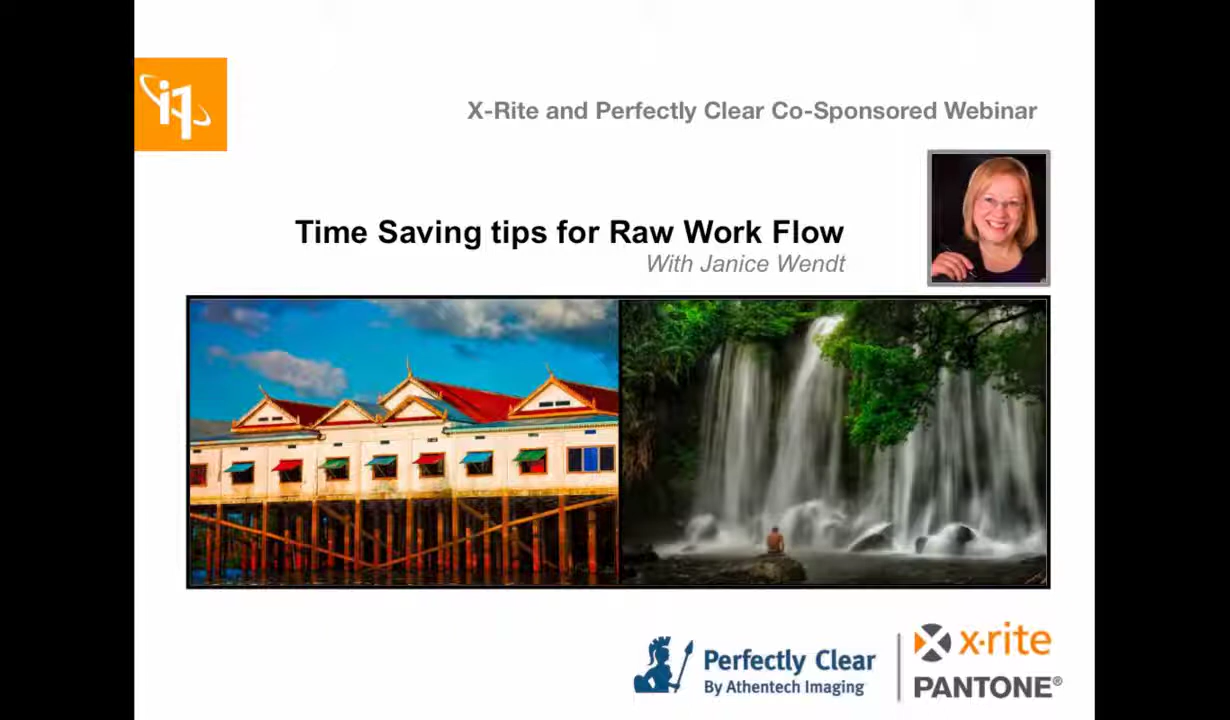 i1
X-Rite and Perfectly Clear Co-Sponsored Webinar
Time Saving tips for Raw Work Flow
With Janice Wendt
Perfectly Clear
By Athentech Imaging
x·rite
PANTONE®